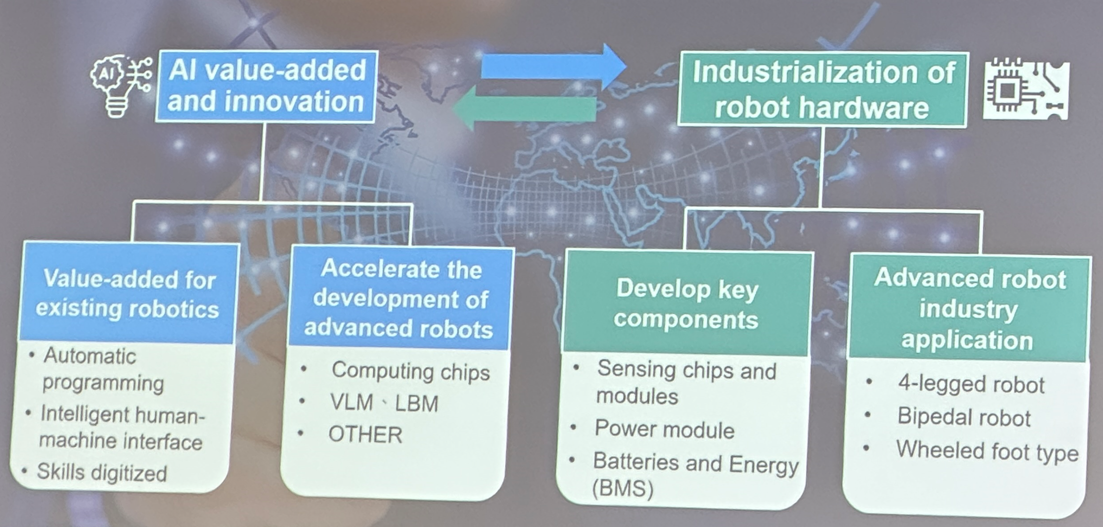 AI
AI value-added
and innovation
Industrialization of
robot hardware
Value-added for
existing robotics
• Automatic
programming
• Intelligent human-
machine interface
• Skills digitized
Accelerate the
development of
advanced robots
• Computing chips
• VLM、LBM
• OTHER
Develop key
components
• Sensing chips and
modules
• Power module
• Batteries and Energy
(BMS)
Advanced robot
industry
application
• 4-legged robot
• Bipedal robot
• Wheeled foot type